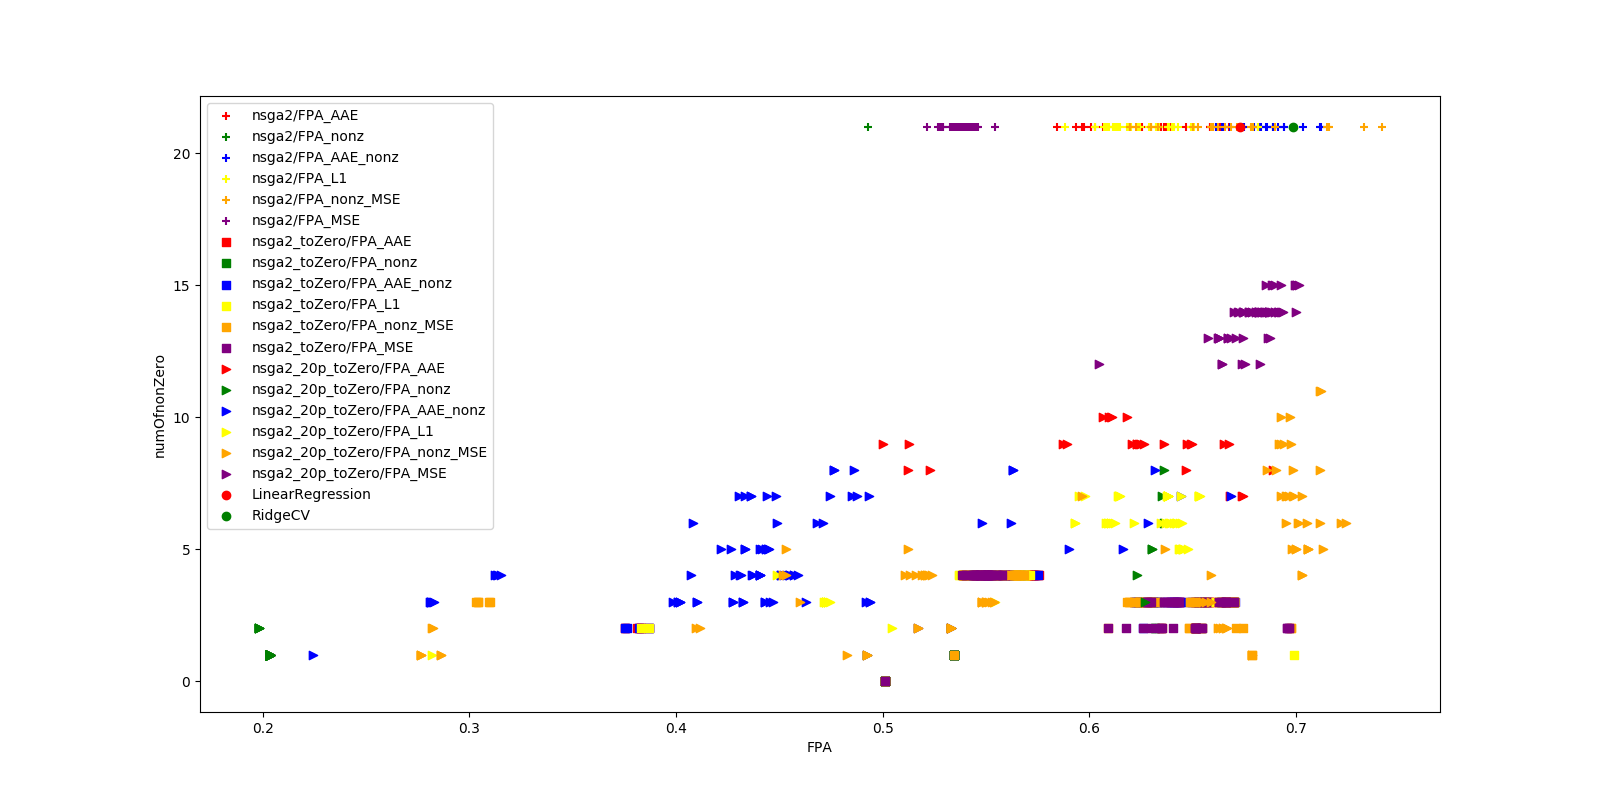 nsga2/FPA_AAE
nsga2/FPA_nonz
nsga2/FPA_AAE_nonz
nsga2/FPA_L1
nsga2/FPA_nonz_MSE
nsga2/FPA_MSE
nsga2_toZero/FPA_AAE
nsga2_toZero/FPA_nonz
nsga2_toZero/FPA_AAE_nonz
nsga2_toZero/FPA_L1
nsga2_toZero/FPA_nonz_MSE
nsga2_toZero/FPA_MSE
nsga2_20p_toZero/FPA_AAE
nsga2_20p_toZero/FPA_nonz
nsga2_20p_toZero/FPA_AAE_nonz
nsga2_20p_toZero/FPA_L1
nsga2_20p_toZero/FPA_nonz_MSE
nsga2_20p_toZero/FPA_MSE
LinearRegression
RidgeCV
numOfnonZero
20
15
10
5
0
0.2 0.3 0.4 0.5 0.6 0.7
FPA